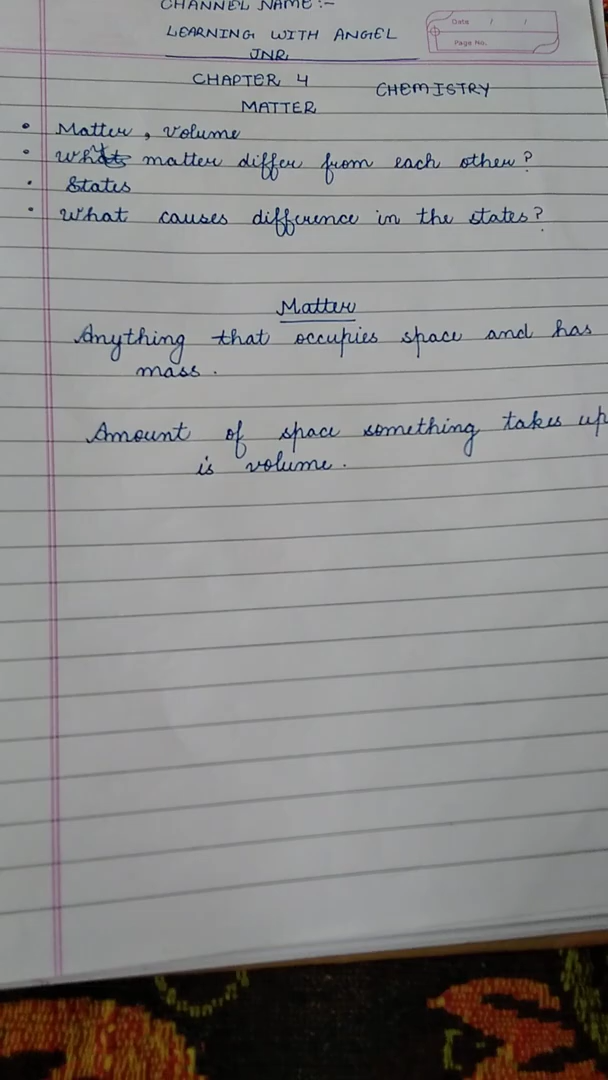 CHANNEL NAME :-
LEARNING WITH ANGEL
JNR
Date / /
Page No.
CHAPTER 4 CHEMISTRY
MATTER
• Matter, volume
• matter differ from each other?
• States
• What causes difference in the states?
Matter
Anything that occupies space and has
mass.
Amount of space something takes up
is volume.